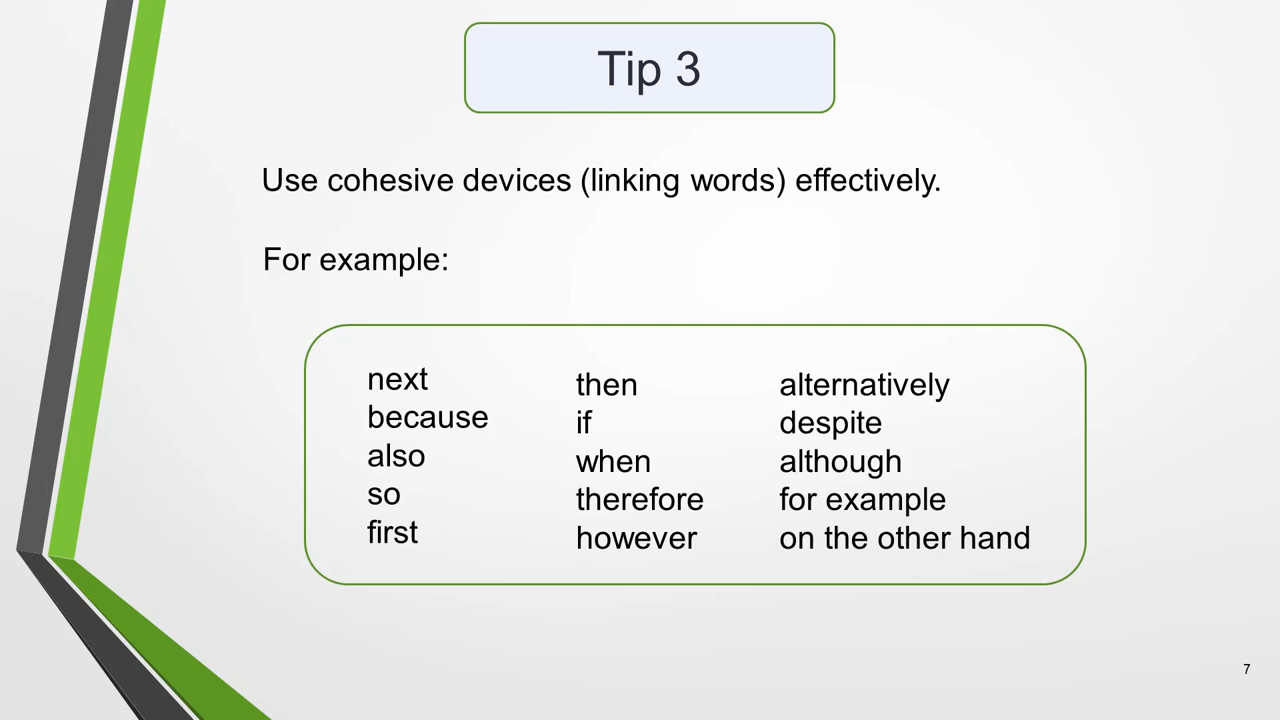 Tip 3
Use cohesive devices (linking words) effectively.
For example:
next
because
also
so
first
then
if
when
therefore
however
alternatively
despite
although
for example
on the other hand
7